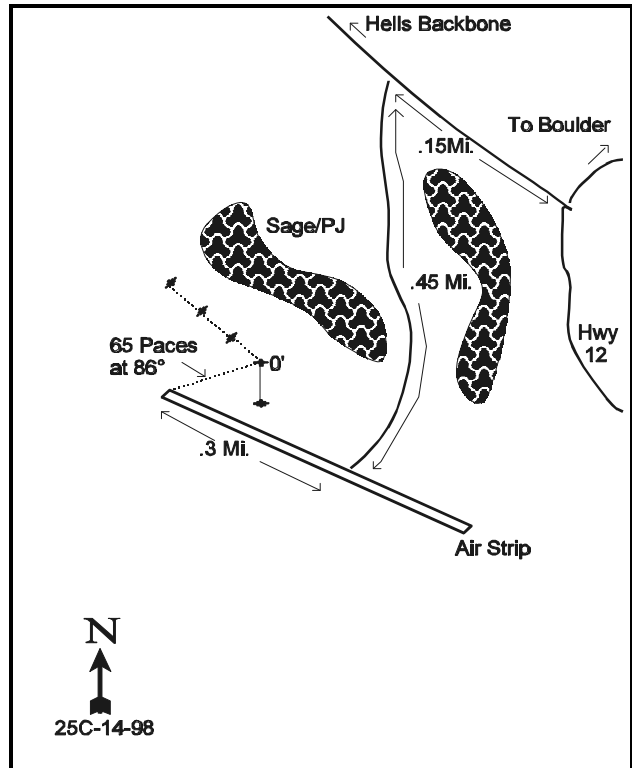 Hells Backbone
To Boulder
.15Mi.
Sage/PJ
.45 Mi.
Hwy
12
65 Paces
at 86°
0'
.3 Mi.
Air Strip
N
25C-14-98